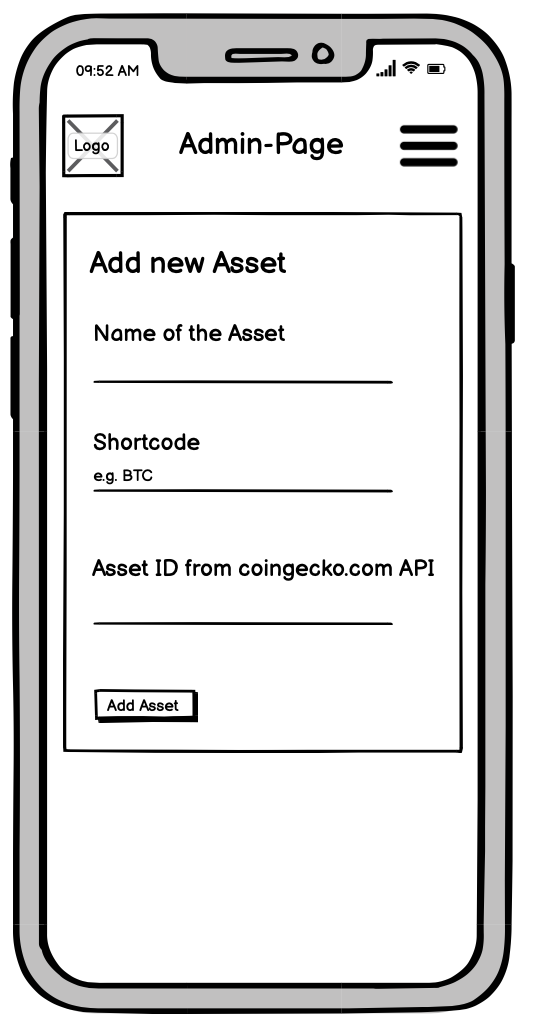 09:52 AM
Logo
Admin-Page
Add new Asset
Name of the Asset
Shortcode
e.g. BTC
Asset ID from coingecko.com API
Add Asset